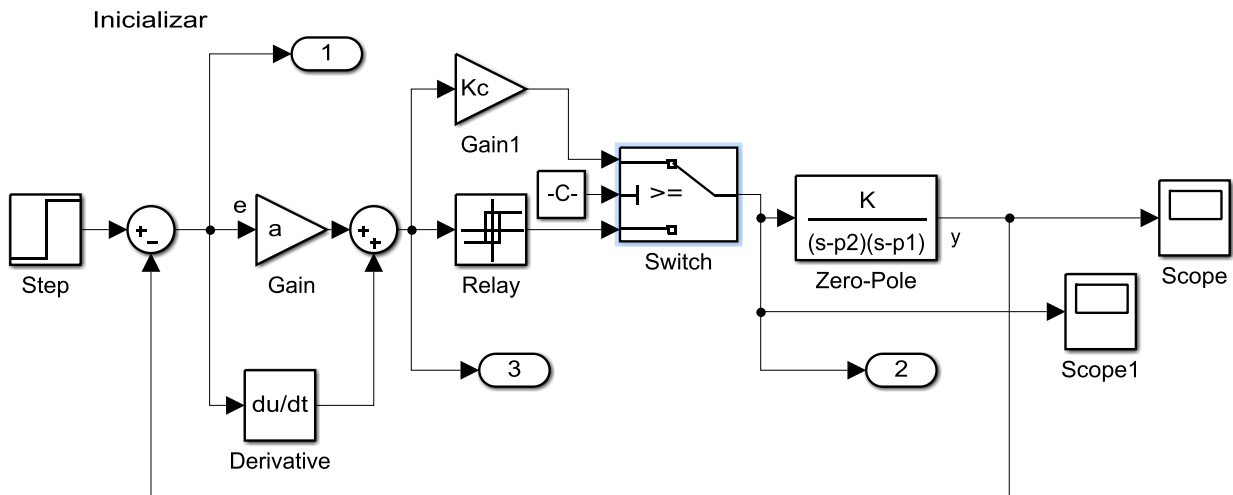 Inicializar
1
Kc
Gain1
-C-
>=
Switch
K
(s-p2)(s-p1)
Zero-Pole
y
Scope
Step
+
−
e
a
Gain
+
+
Relay
Scope1
3
2
du/dt
Derivative